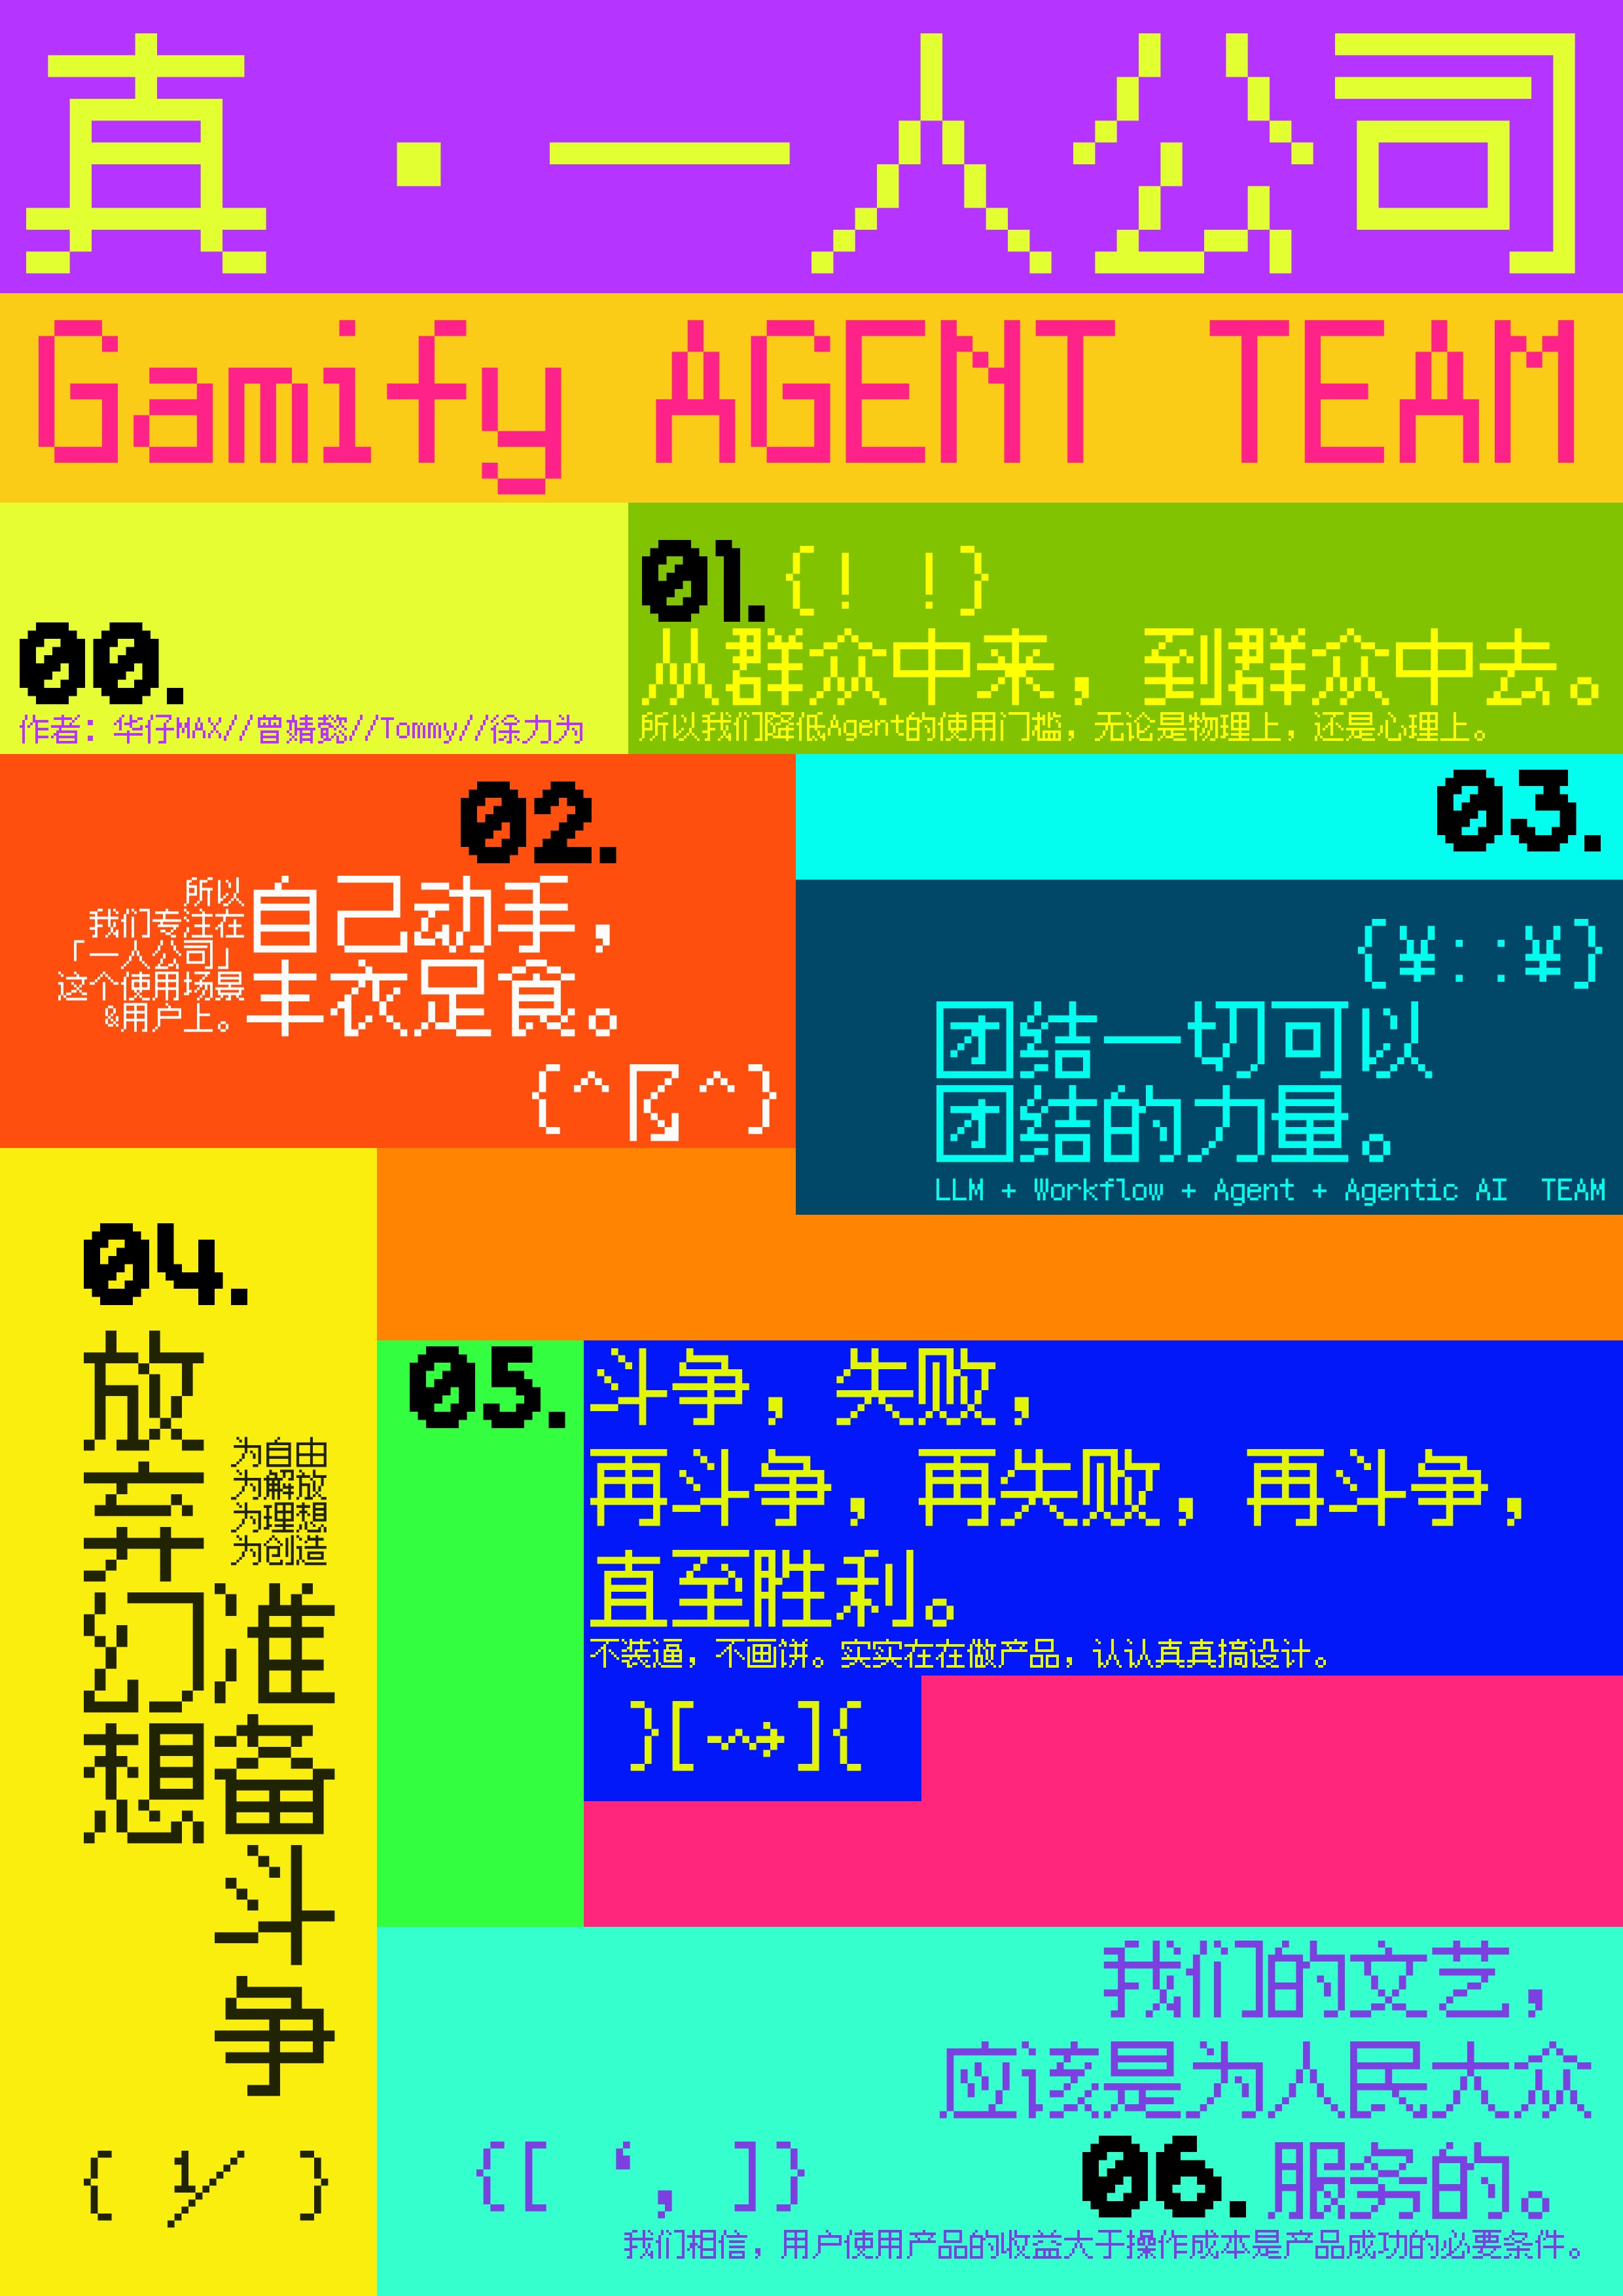 真·一人公司
Gamify AGENT TEAM
00.
作者：华仔MAX//曾婧懿//Tommy//徐力为
01.{! !}
从群众中来，到群众中去。
所以我们降低Agent的使用门槛，无论是物理上，还是心理上。
02.
所以
我们专注在
「一人公司」
这个使用场景
&用户上。
自己动手，
丰衣足食。
03.
{¥::¥}
团结一切可以
团结的力量。
LLM + Workflow + Agent + Agentic AI TEAM
04.
放弃幻想
为自由
为解放
为理想
为创造
准备斗争
05.
斗争，失败，
再斗争，再失败，再斗争，
直至胜利。
不装逼，不画饼。实实在在做产品，认认真真搞设计。
}[⇝]{
06.
我们的文艺，
应该是为人民大众
服务的。
{[ ‘, ]}
我们相信，用户使用产品的收益大于操作成本是产品成功的必要条件。